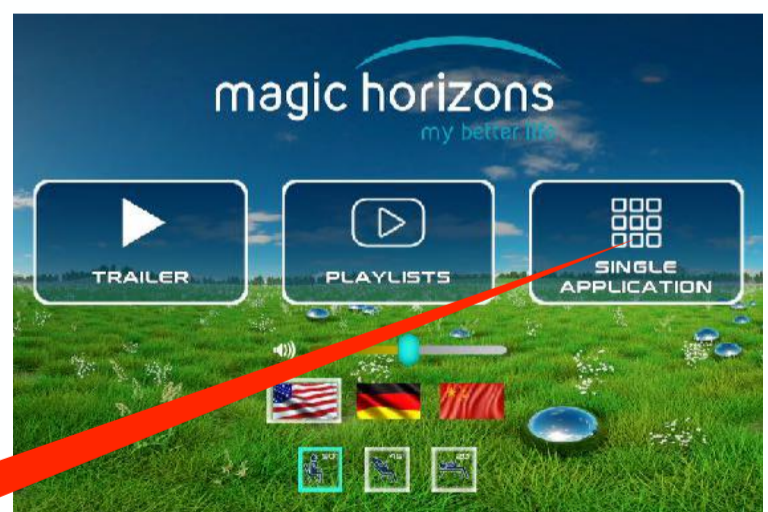 magic horizons
my better life
TRAILER
PLAYLISTS
SINGLE
APPLICATION